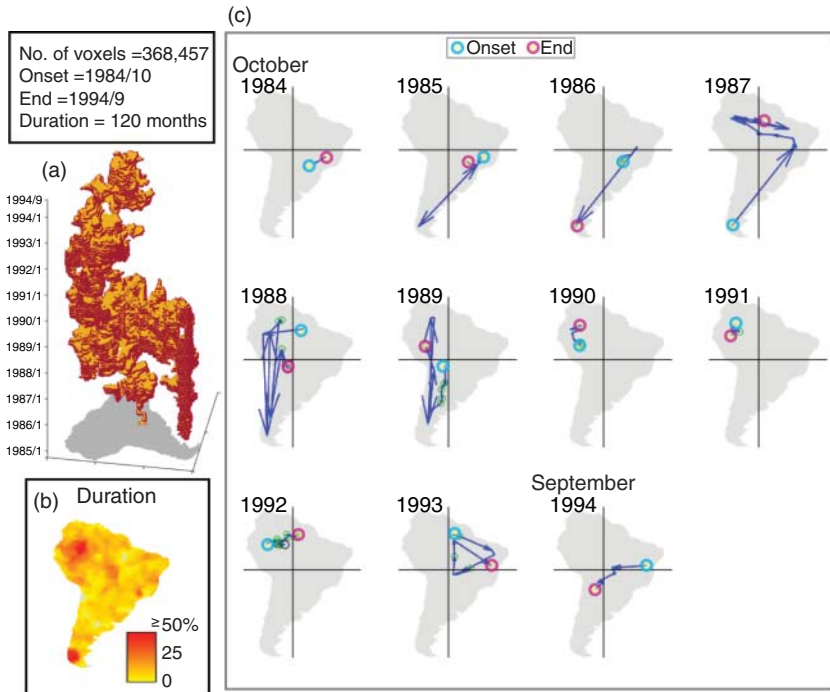 (c)
No. of voxels =368,457
Onset =1984/10
End =1994/9
Duration = 120 months
(a)
1994/9
1994/1
1993/1
1992/1
1991/1
1990/1
1989/1
1988/1
1987/1
1986/1
1985/1
(b)
Duration
≥50%
25
0
Onset End
October
1984
1985
1986
1987
1988
1989
1990
1991
September
1992
1993
1994